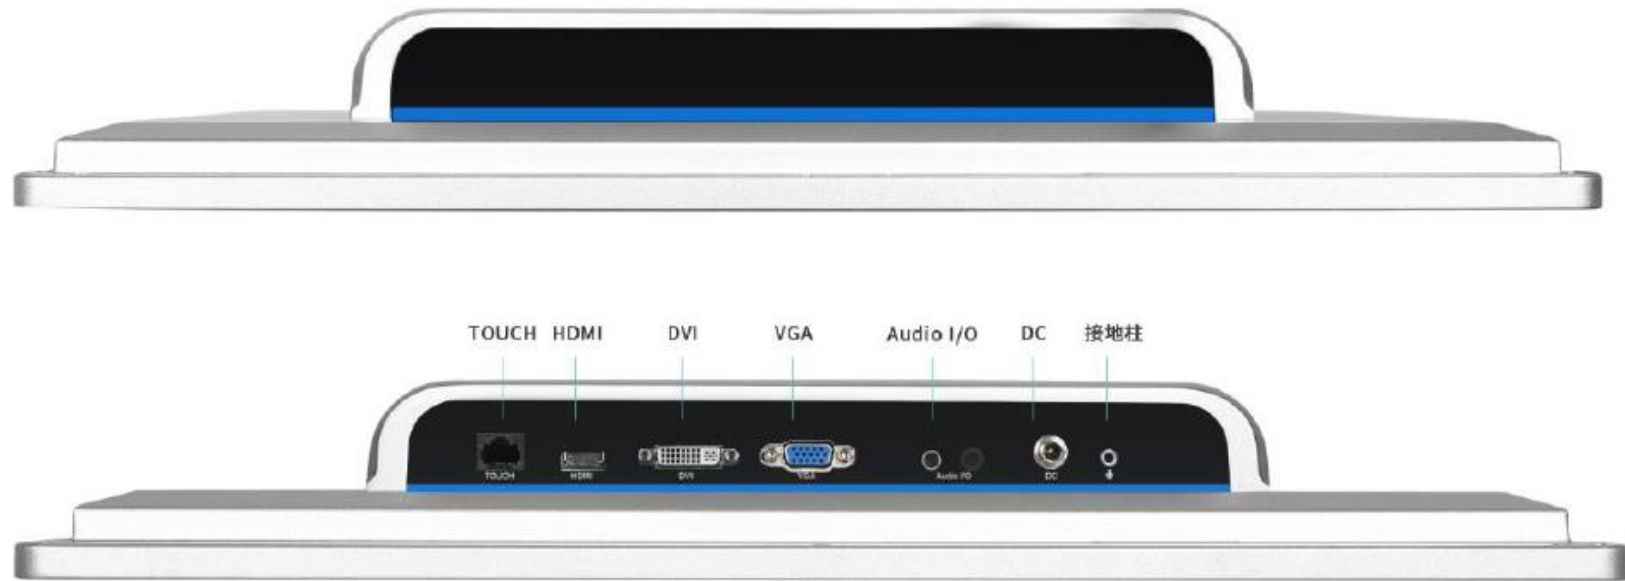 TOUCH HDMI DVI VGA Audio I/O DC 接地柱
TOUCH HDMI DVI VGA Audio I/O DC